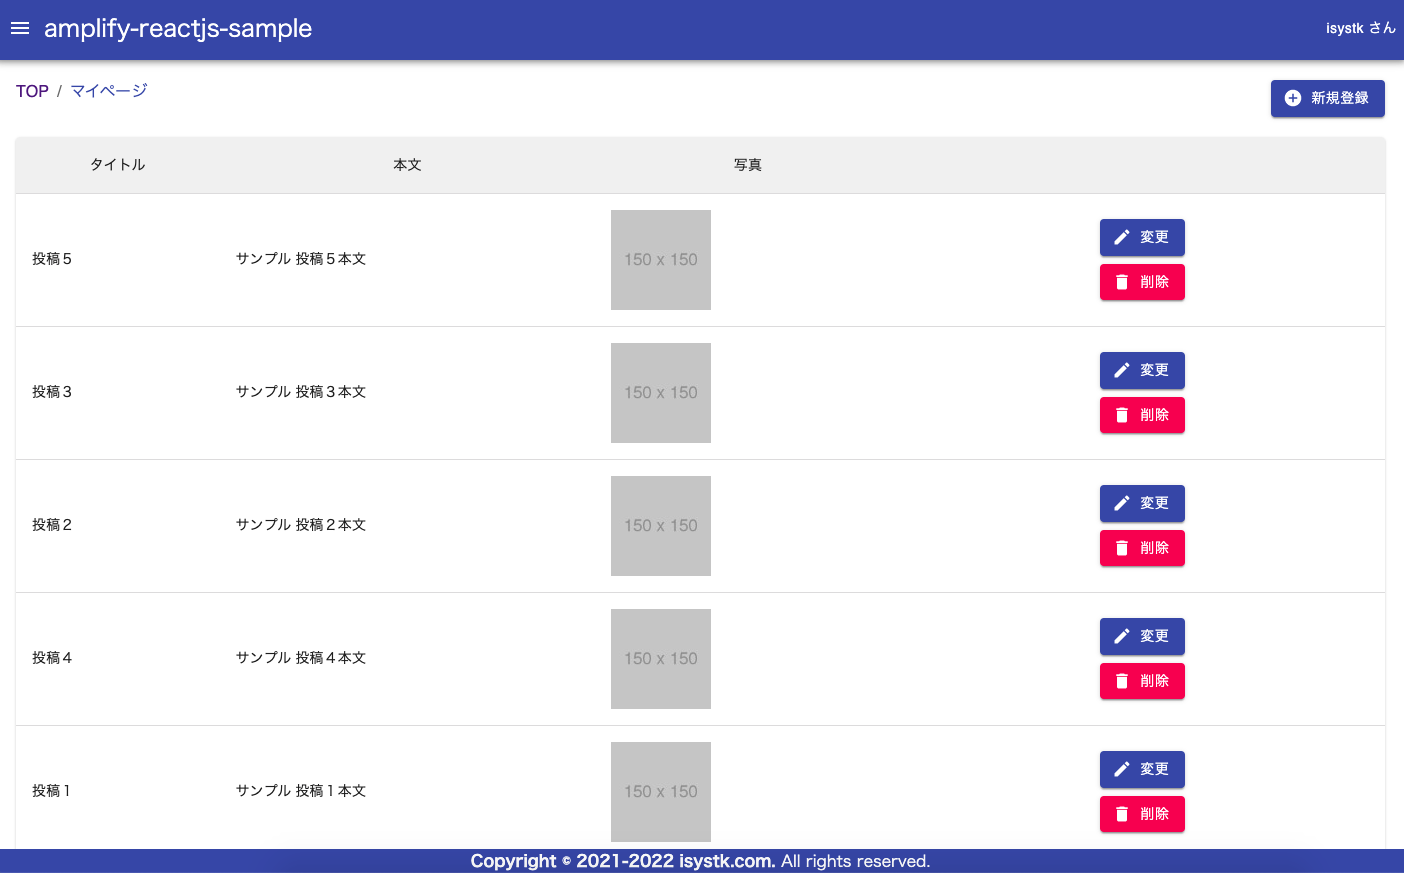 amplify-reactjs-sample
isystk さん
TOP / マイページ
新規登録
タイトル 本文 写真
投稿５ サンプル 投稿５本文 150 x 150 変更
削除
投稿３ サンプル 投稿３本文 150 x 150 変更
削除
投稿２ サンプル 投稿２本文 150 x 150 変更
削除
投稿４ サンプル 投稿４本文 150 x 150 変更
削除
投稿１ サンプル 投稿１本文 150 x 150 変更
削除
Copyright © 2021-2022 isystk.com. All rights reserved.